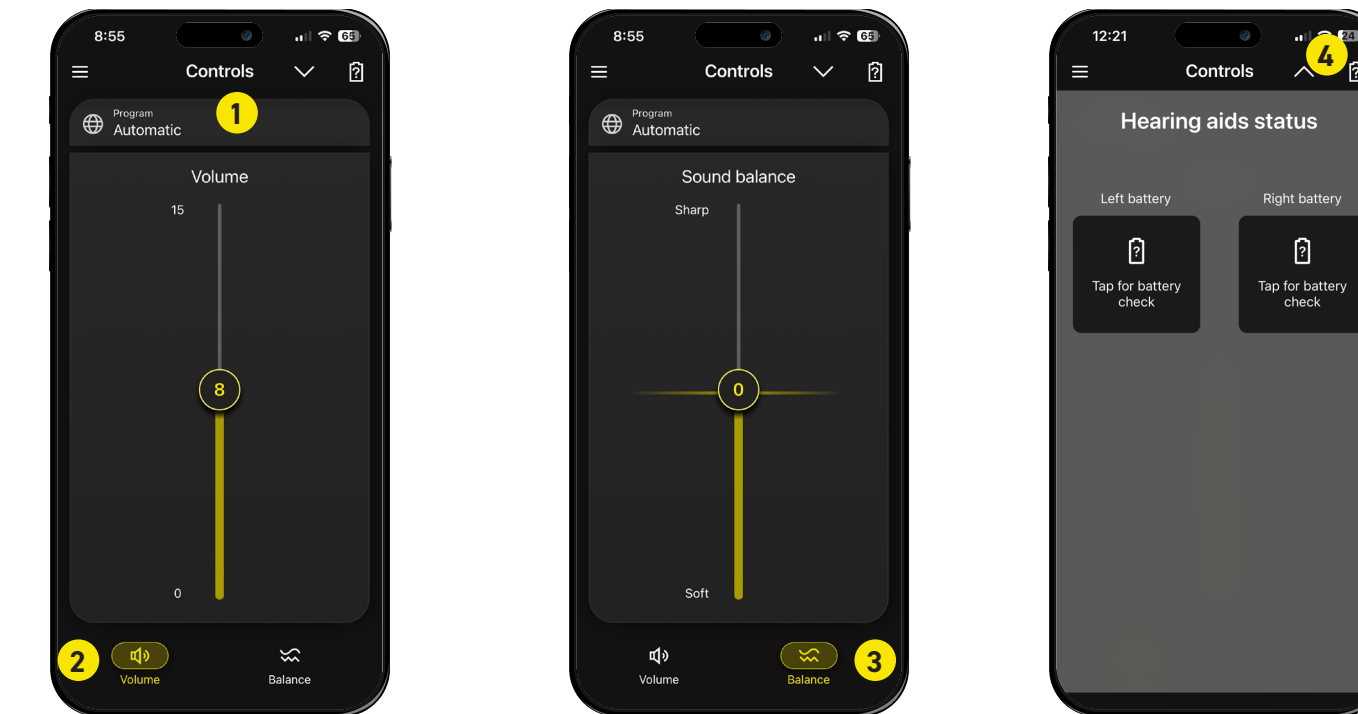 8:55
65
Controls
?
Program
Automatic
1
Volume
15
8
0
2
Volume
Balance
8:55
65
Controls
?
Program
Automatic
Sound balance
Sharp
0
Soft
Volume
Balance
3
12:21
24
4
Controls
?
Hearing aids status
Left battery
Right battery
?
?
Tap for battery
check
Tap for battery
check